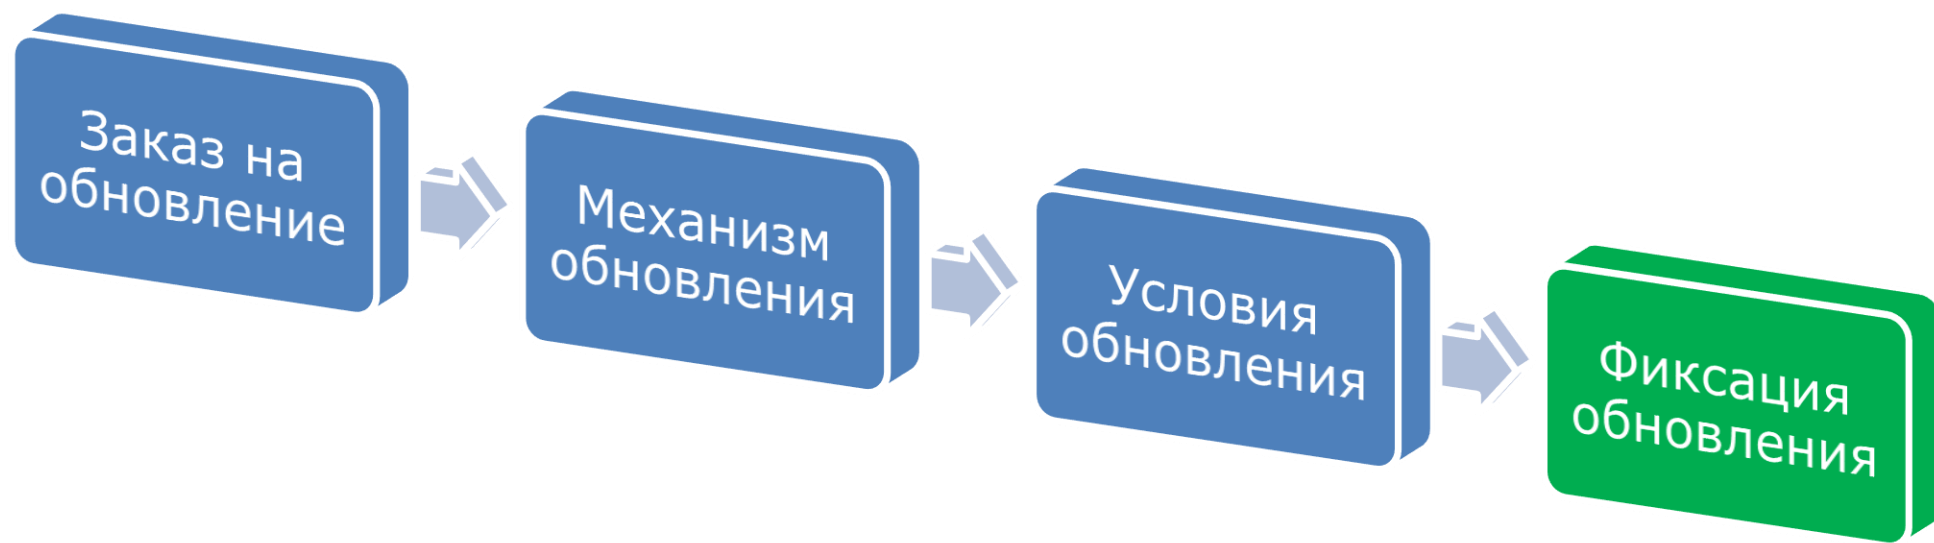 Заказ на
обновление
Механизм
обновления
Условия
обновления
Фиксация
обновления